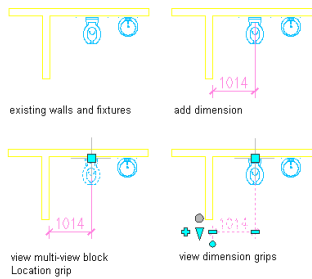 existing walls and fixtures
1014
add dimension
1014
view multi-view block
Location grip
1014
view dimension grips